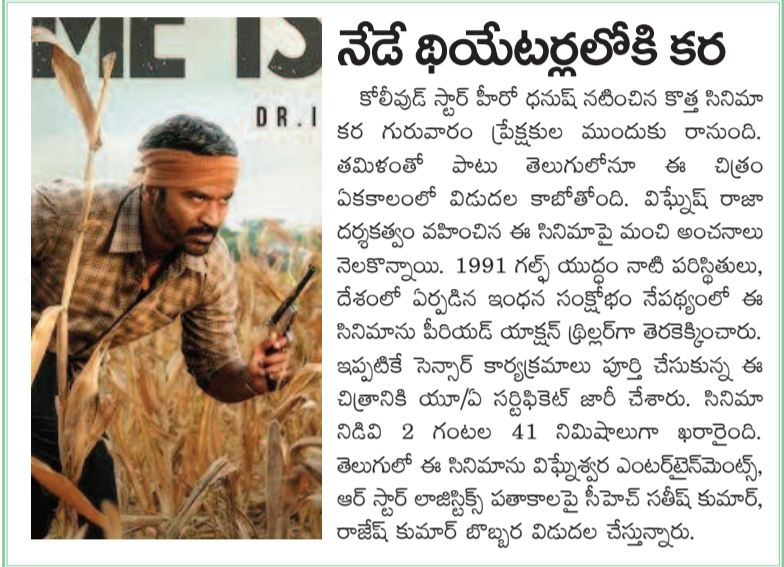 ME IS
DR. I
నేడే థియేటర్లలోకి కర
కోలీవుడ్ స్టార్ హీరో ధనుష్ నటించిన కొత్త సినిమా
కర గురువారం ప్రేక్షకుల ముందుకు రానుంది.
తమిళంతో పాటు తెలుగులోనూ ఈ చిత్రం
ఏకకాలంలో విడుదల కాబోతోంది. విఘ్నేష్ రాజా
దర్శకత్వం వహించిన ఈ సినిమాపై మంచి అంచనాలు
నెలకొన్నాయి. 1991 గల్ఫ్ యుద్ధం నాటి పరిస్థితులు,
దేశంలో ఏర్పడిన ఇంధన సంక్షోభం నేపథ్యంలో ఈ
సినిమాను పీరియడ్ యాక్షన్ థ్రిల్లర్‌గా తెరకెక్కించారు.
ఇప్పటికే సెన్సార్ కార్యక్రమాలు పూర్తి చేసుకున్న ఈ
చిత్రానికి యూ/ఏ సర్టిఫికెట్ జారీ చేశారు. సినిమా
నిడివి 2 గంటల 41 నిమిషాలుగా ఖరారైంది.
తెలుగులో ఈ సినిమాను విఘ్నేశ్వర ఎంటర్‌టైన్‌మెంట్స్,
ఆర్ స్టార్ లాజిస్టిక్స్ పతాకాలపై సీహెచ్ సతీష్ కుమార్,
రాజేష్ కుమార్ బొబ్బర విడుదల చేస్తున్నారు.